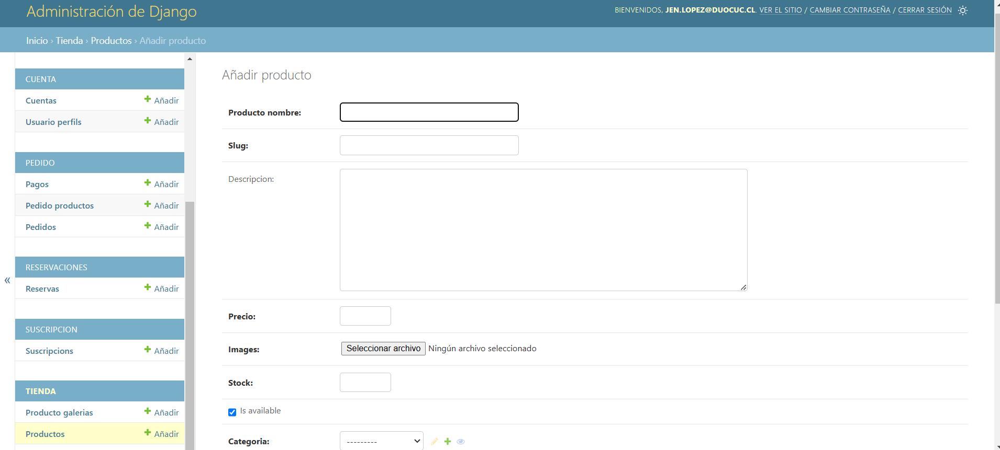 Administración de Django
BIENVENIDOS, JEN.LOPEZ@DUOCUC.CL. VER EL SITIO / CAMBIAR CONTRASEÑA / CERRAR SESIÓN
Inicio › Tienda › Productos › Añadir producto
CUENTA
Cuentas Añadir
Usuario perfils Añadir
PEDIDO
Pagos Añadir
Pedido productos Añadir
Pedidos Añadir
RESERVACIONES
Reservas Añadir
SUSCRIPCION
Suscripcions Añadir
TIENDA
Producto galerias Añadir
Productos Añadir
«
Añadir producto
Producto nombre:
Slug:
Descripcion:
Precio:
Images: Seleccionar archivo Ningún archivo seleccionado
Stock:
Is available
Categoria: ---------